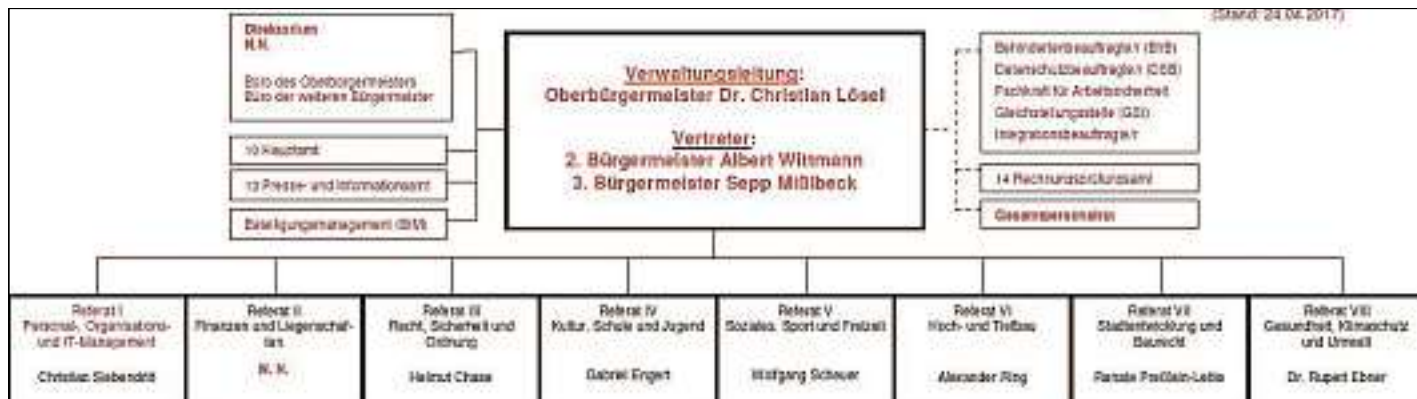 (Stand: 24.04.2017)
Direktorium
N.N.
Büro des Oberbürgermeisters
Büro der weiteren Bürgermeister
10 Hauptamt
13 Presse- und Informationsamt
Beteiligungsmanagement (BM)
Verwaltungsleitung:
Oberbürgermeister Dr. Christian Lösel
Vertreter:
2. Bürgermeister Albert Wittmann
3. Bürgermeister Sepp Mißlbeck
Behindertenbeauftragte/r
Datenschutzbeauftragte/r
Fachkraft für Arbeitssicherheit
Gleichstellungsstelle (GSt)
Integrationsbeauftragte/r
14 Rechnungsprüfungsamt
Gesamtpersonalrat
Referat I
Personal-, Organisations-
und IT-Management
Christian Siebendritt
Referat II
Finanzen und Liegenschaf-
ten
N. N.
Referat III
Recht, Sicherheit und
Ordnung
Helmut Chase
Referat IV
Kultur, Schule und Jugend
Gabriel Engert
Referat V
Soziales, Sport und Freizeit
Wolfgang Scheuer
Referat VI
Hoch- und Tiefbau
Alexander Ring
Referat VII
Stadtentwicklung und
Baurecht
Renate Preßlein-Lehle
Referat VIII
Gesundheit, Klimaschutz
und Umwelt
Dr. Rupert Ebner